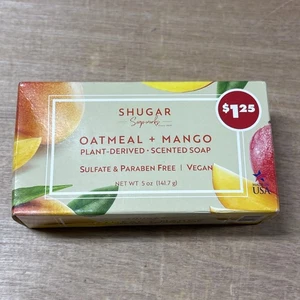 SHUGAR
Soapworks
$1.25
OATMEAL + MANGO
PLANT-DERIVED • SCENTED SOAP
SULFATE & PARABEN FREE | VEGAN
NET WT. 5 OZ (141.7 g)
USA